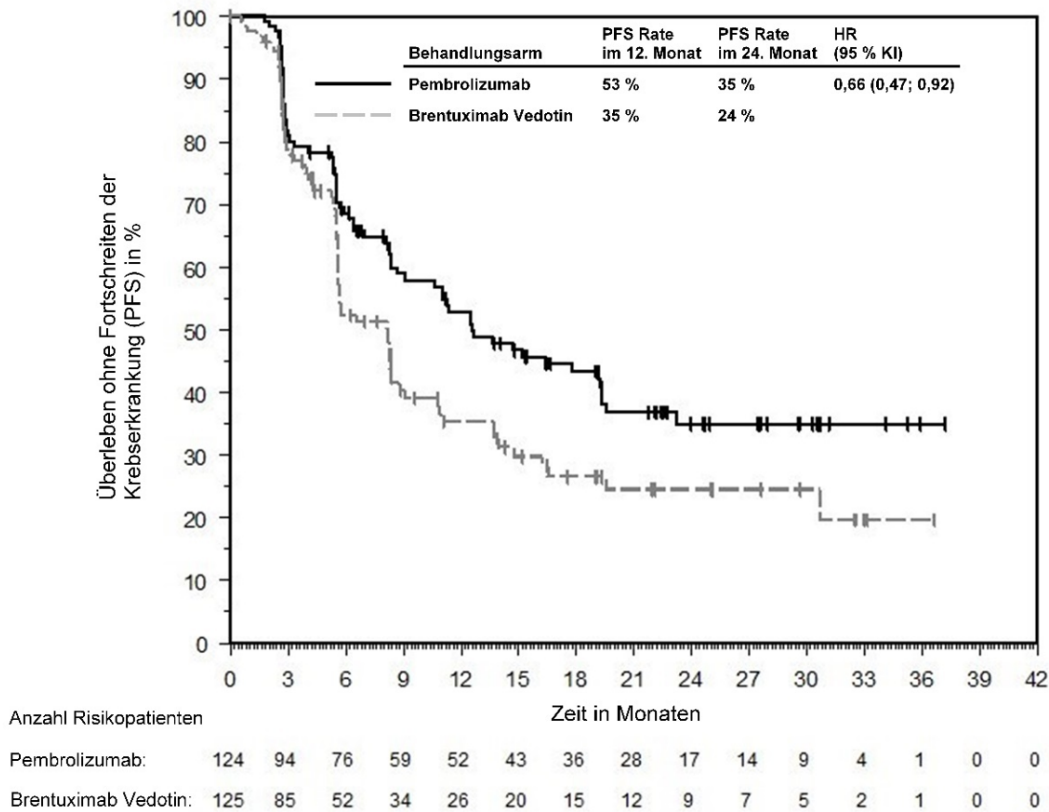 PFS Rate PFS Rate HR
Behandlungsarm im 12. Monat im 24. Monat (95 % KI)
Pembrolizumab 53 % 35 % 0,66 (0,47; 0,92)
Brentuximab Vedotin 35 % 24 %
Überleben ohne Fortschreiten der
Krebserkrankung (PFS) in %
100
90
80
70
60
50
40
30
20
10
0
0 3 6 9 12 15 18 21 24 27 30 33 36 39 42
Zeit in Monaten
Anzahl Risikopatienten
Pembrolizumab: 124 94 76 59 52 43 36 28 17 14 9 4 1 0 0
Brentuximab Vedotin: 125 85 52 34 26 20 15 12 9 7 5 2 1 0 0